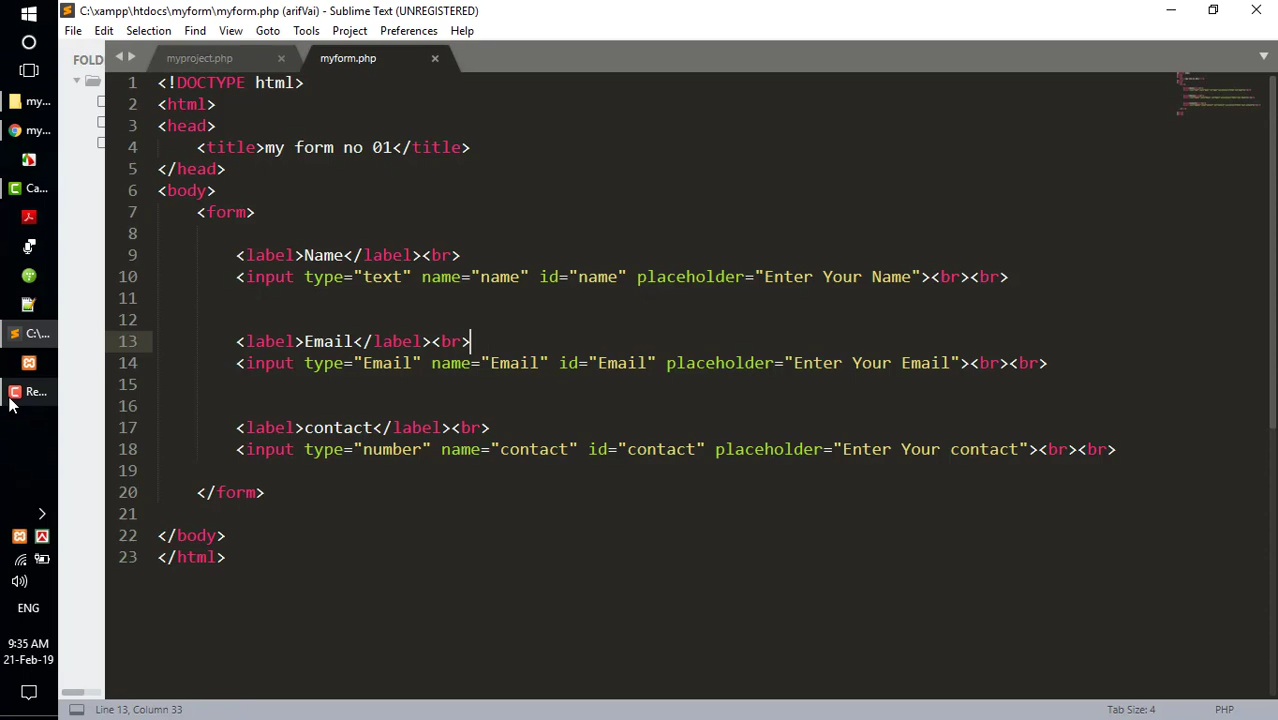 C:\xampp\htdocs\myform\myform.php (arifVai) - Sublime Text (UNREGISTERED)
File Edit Selection Find View Goto Tools Project Preferences Help
FOLD
myproject.php
myform.php
1 <!DOCTYPE html>
2 <html>
3 <head>
4 <title>my form no 01</title>
5 </head>
6 <body>
7 <form>
8
9 <label>Name</label><br>
10 <input type="text" name="name" id="name" placeholder="Enter Your Name"><br><br>
11
12
13 <label>Email</label><br>
14 <input type="Email" name="Email" id="Email" placeholder="Enter Your Email"><br><br>
15
16
17 <label>contact</label><br>
18 <input type="number" name="contact" id="contact" placeholder="Enter Your contact"><br><br>
19
20 </form>
21
22 </body>
23 </html>
my...
my...
Ca...
C:\...
Re...
ENG
9:35 AM
21-Feb-19
Line 13, Column 33
Tab Size: 4
PHP